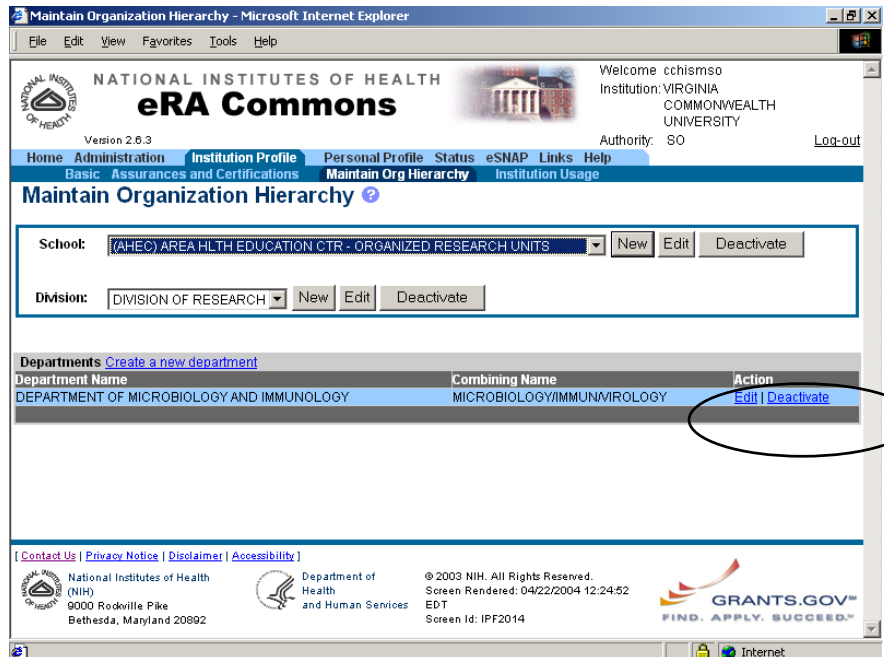 Maintain Organization Hierarchy - Microsoft Internet Explorer
File Edit View Favorites Tools Help
NATIONAL INSTITUTES OF HEALTH
eRA Commons
Version 2.6.3
Welcome cchismso
Institution: VIRGINIA
COMMONWEALTH
UNIVERSITY
Authority: SO
Log-out
Home Administration Institution Profile Personal Profile Status eSNAP Links Help
Basic Assurances and Certifications Maintain Org Hierarchy Institution Usage
Maintain Organization Hierarchy ?
School: (AHEC) AREA HLTH EDUCATION CTR - ORGANIZED RESEARCH UNITS New Edit Deactivate
Division: DIVISION OF RESEARCH New Edit Deactivate
Departments Create a new department
Department Name Combining Name Action
DEPARTMENT OF MICROBIOLOGY AND IMMUNOLOGY MICROBIOLOGY/IMMUN/VIROLOGY Edit | Deactivate
[ Contact Us | Privacy Notice | Disclaimer | Accessibility ]
National Institutes of Health
(NIH)
9000 Rockville Pike
Bethesda, Maryland 20892
Department of
Health
and Human Services
© 2003 NIH. All Rights Reserved.
Screen Rendered: 04/22/2004 12:24:52
EDT
Screen Id: IPF2014
GRANTS.GOV℠
FIND. APPLY. SUCCEED.℠
Internet